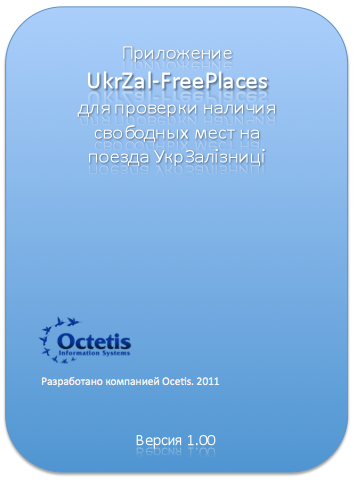 Приложение
UkrZal-FreePlaces
для проверки наличия
свободных мест на
поезда УкрЗалізниці
Octetis
Information Systems
Разработано компанией Ocetis. 2011
Версия 1.00